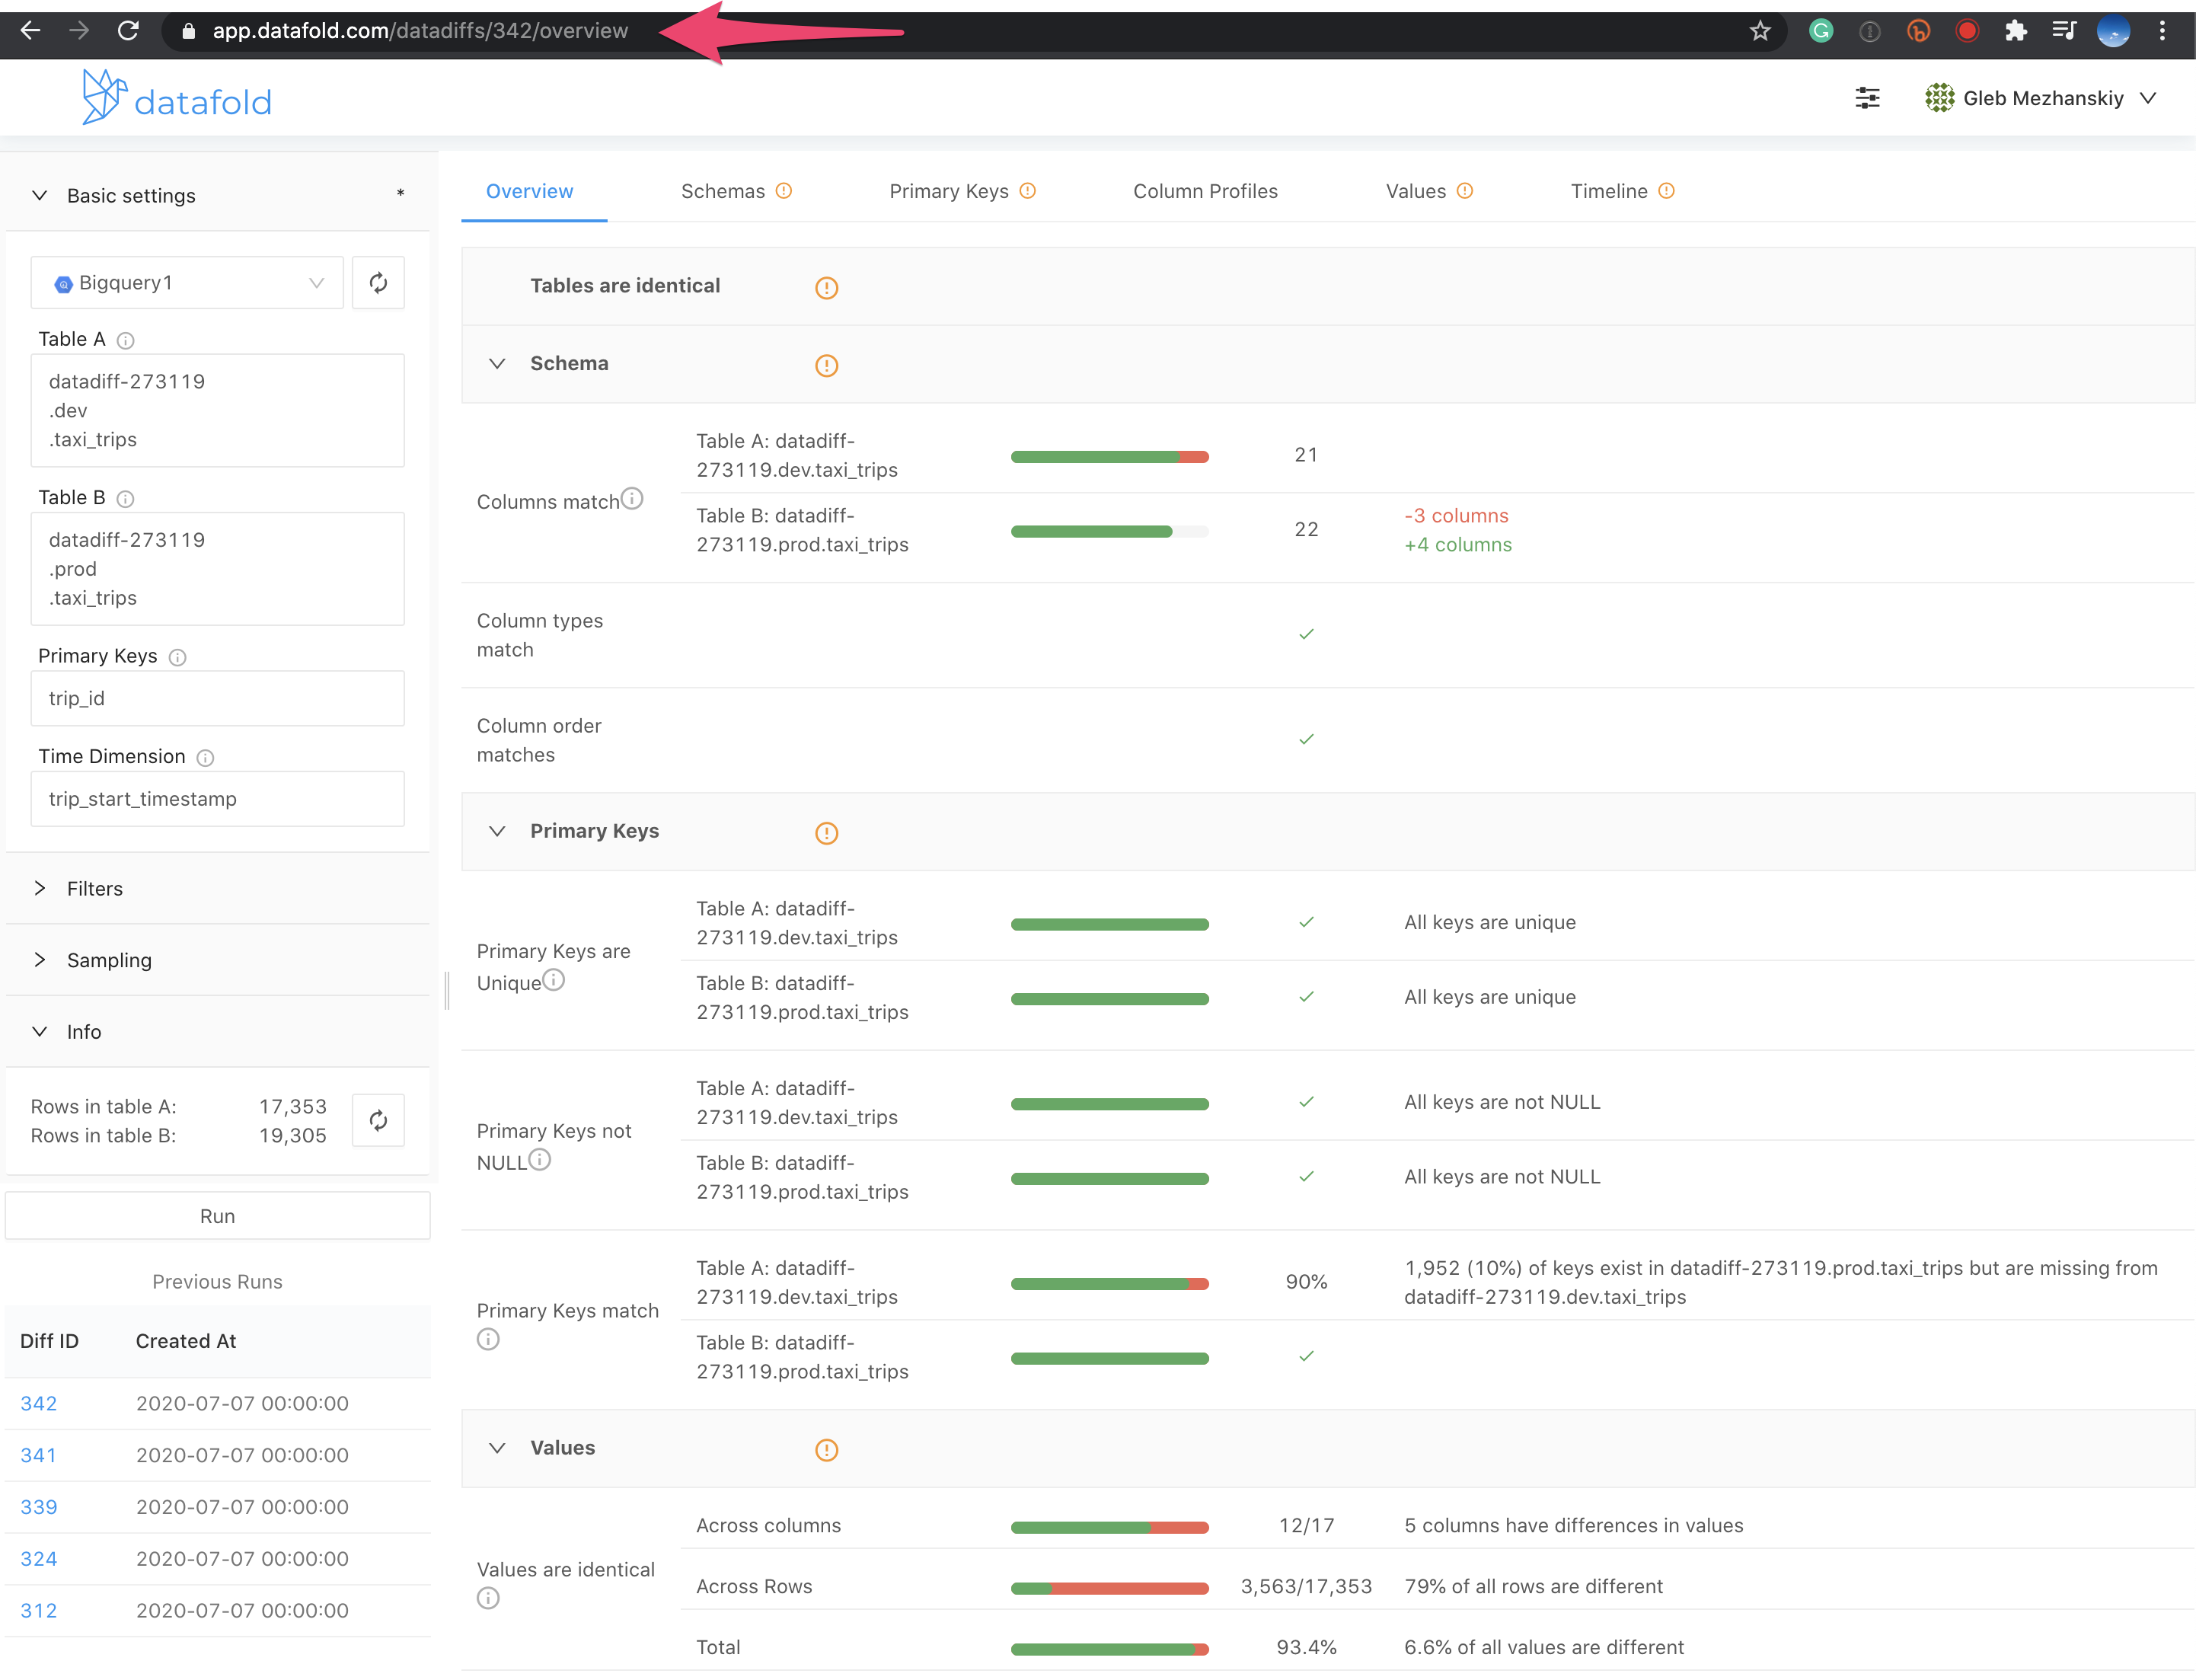 app.datafold.com/datadiffs/342/overview
datafold
Gleb Mezhanskiy
Basic settings *
Bigquery1
Table A
datadiff-273119
.dev
.taxi_trips
Table B
datadiff-273119
.prod
.taxi_trips
Primary Keys
trip_id
Time Dimension
trip_start_timestamp
Filters
Sampling
Info
Rows in table A: 17,353
Rows in table B: 19,305
Run
Previous Runs
Diff ID Created At
342 2020-07-07 00:00:00
341 2020-07-07 00:00:00
339 2020-07-07 00:00:00
324 2020-07-07 00:00:00
312 2020-07-07 00:00:00
Overview Schemas Primary Keys Column Profiles Values Timeline
Tables are identical
Schema
Columns match
Table A: datadiff-
273119.dev.taxi_trips
21
Table B: datadiff-
273119.prod.taxi_trips
22
-3 columns
+4 columns
Column types
match
Column order
matches
Primary Keys
Primary Keys are
Unique
Table A: datadiff-
273119.dev.taxi_trips
All keys are unique
Table B: datadiff-
273119.prod.taxi_trips
All keys are unique
Primary Keys not
NULL
Table A: datadiff-
273119.dev.taxi_trips
All keys are not NULL
Table B: datadiff-
273119.prod.taxi_trips
All keys are not NULL
Primary Keys match
Table A: datadiff-
273119.dev.taxi_trips
90%
1,952 (10%) of keys exist in datadiff-273119.prod.taxi_trips but are missing from
datadiff-273119.dev.taxi_trips
Table B: datadiff-
273119.prod.taxi_trips
Values
Values are identical
Across columns 12/17 5 columns have differences in values
Across Rows 3,563/17,353 79% of all rows are different
Total 93.4% 6.6% of all values are different